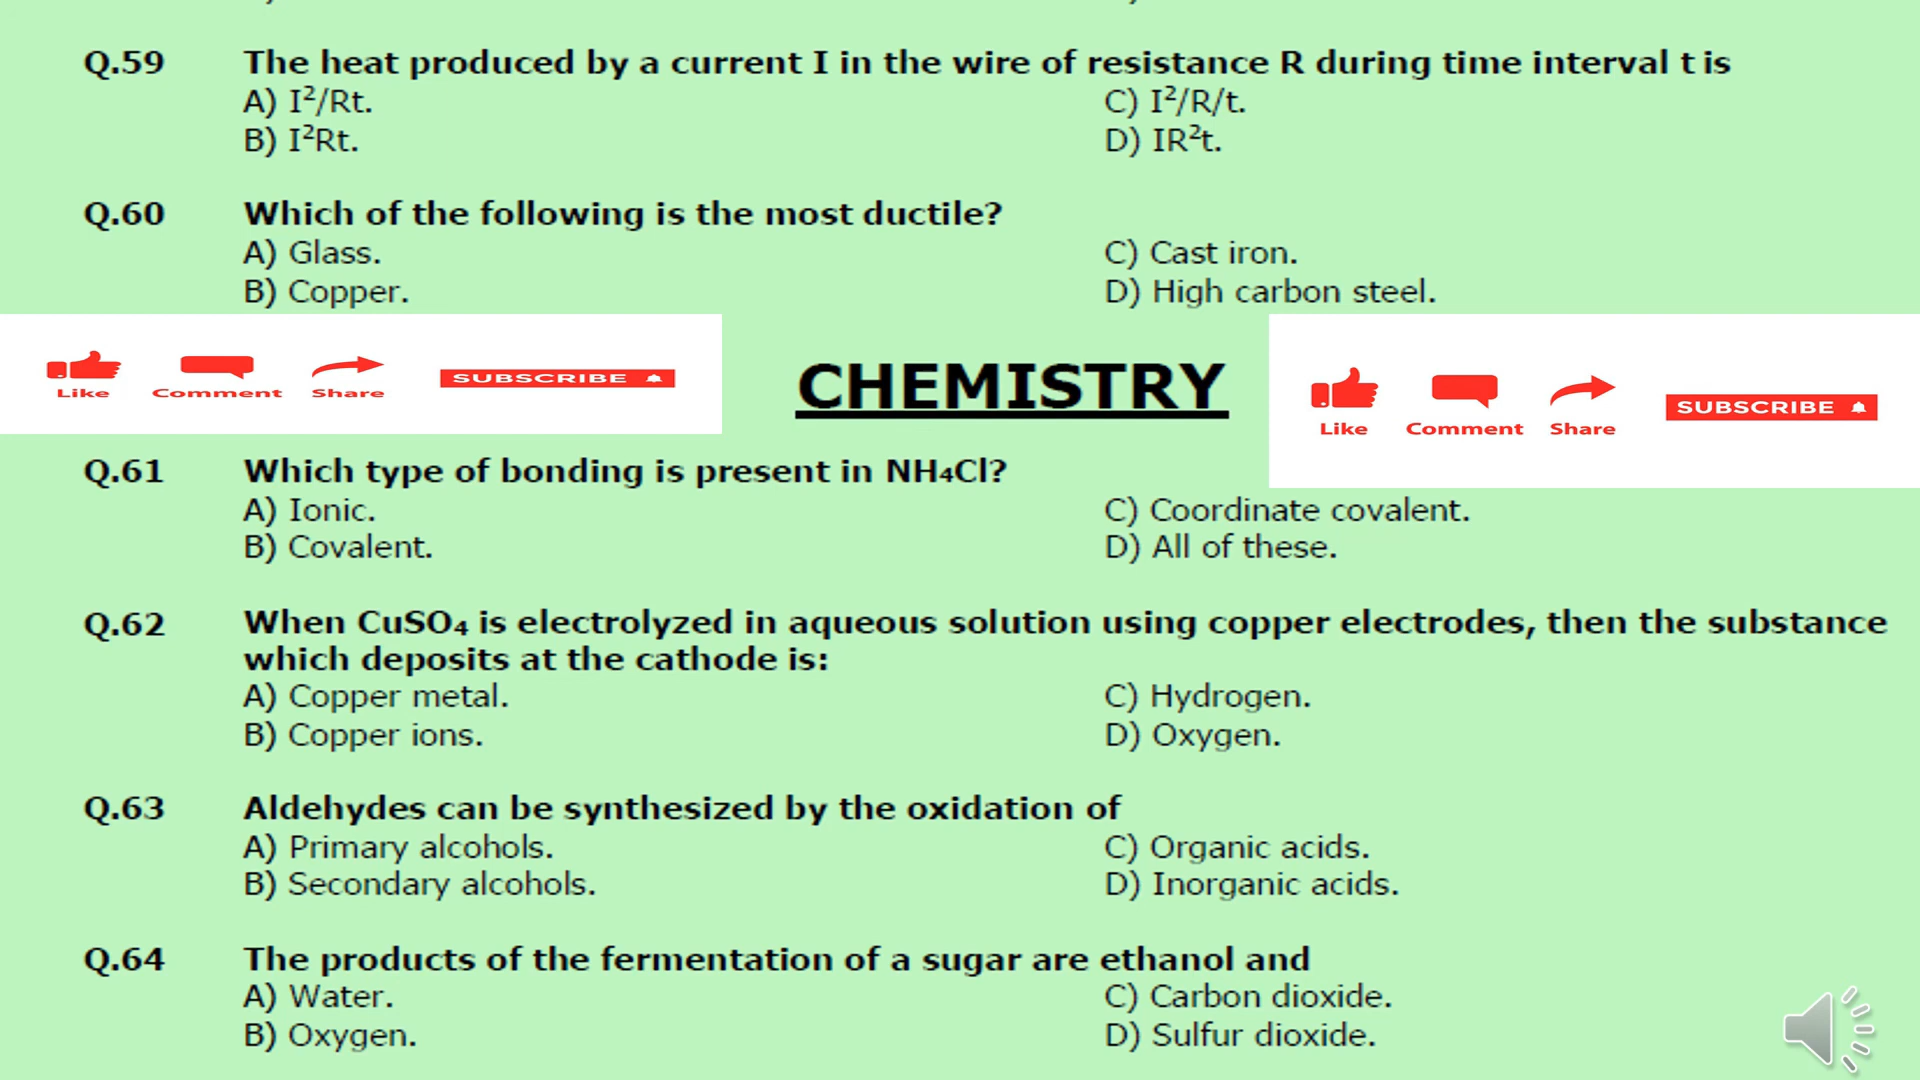 Q.59 The heat produced by a current I in the wire of resistance R during time interval t is
A) I²/Rt. C) I²/R/t.
B) I²Rt. D) IR²t.
Q.60 Which of the following is the most ductile?
A) Glass. C) Cast iron.
B) Copper. D) High carbon steel.
Like Comment Share SUBSCRIBE
CHEMISTRY
Like Comment Share SUBSCRIBE
Q.61 Which type of bonding is present in NH₄Cl?
A) Ionic. C) Coordinate covalent.
B) Covalent. D) All of these.
Q.62 When CuSO₄ is electrolyzed in aqueous solution using copper electrodes, then the substance
which deposits at the cathode is:
A) Copper metal. C) Hydrogen.
B) Copper ions. D) Oxygen.
Q.63 Aldehydes can be synthesized by the oxidation of
A) Primary alcohols. C) Organic acids.
B) Secondary alcohols. D) Inorganic acids.
Q.64 The products of the fermentation of a sugar are ethanol and
A) Water. C) Carbon dioxide.
B) Oxygen. D) Sulfur dioxide.